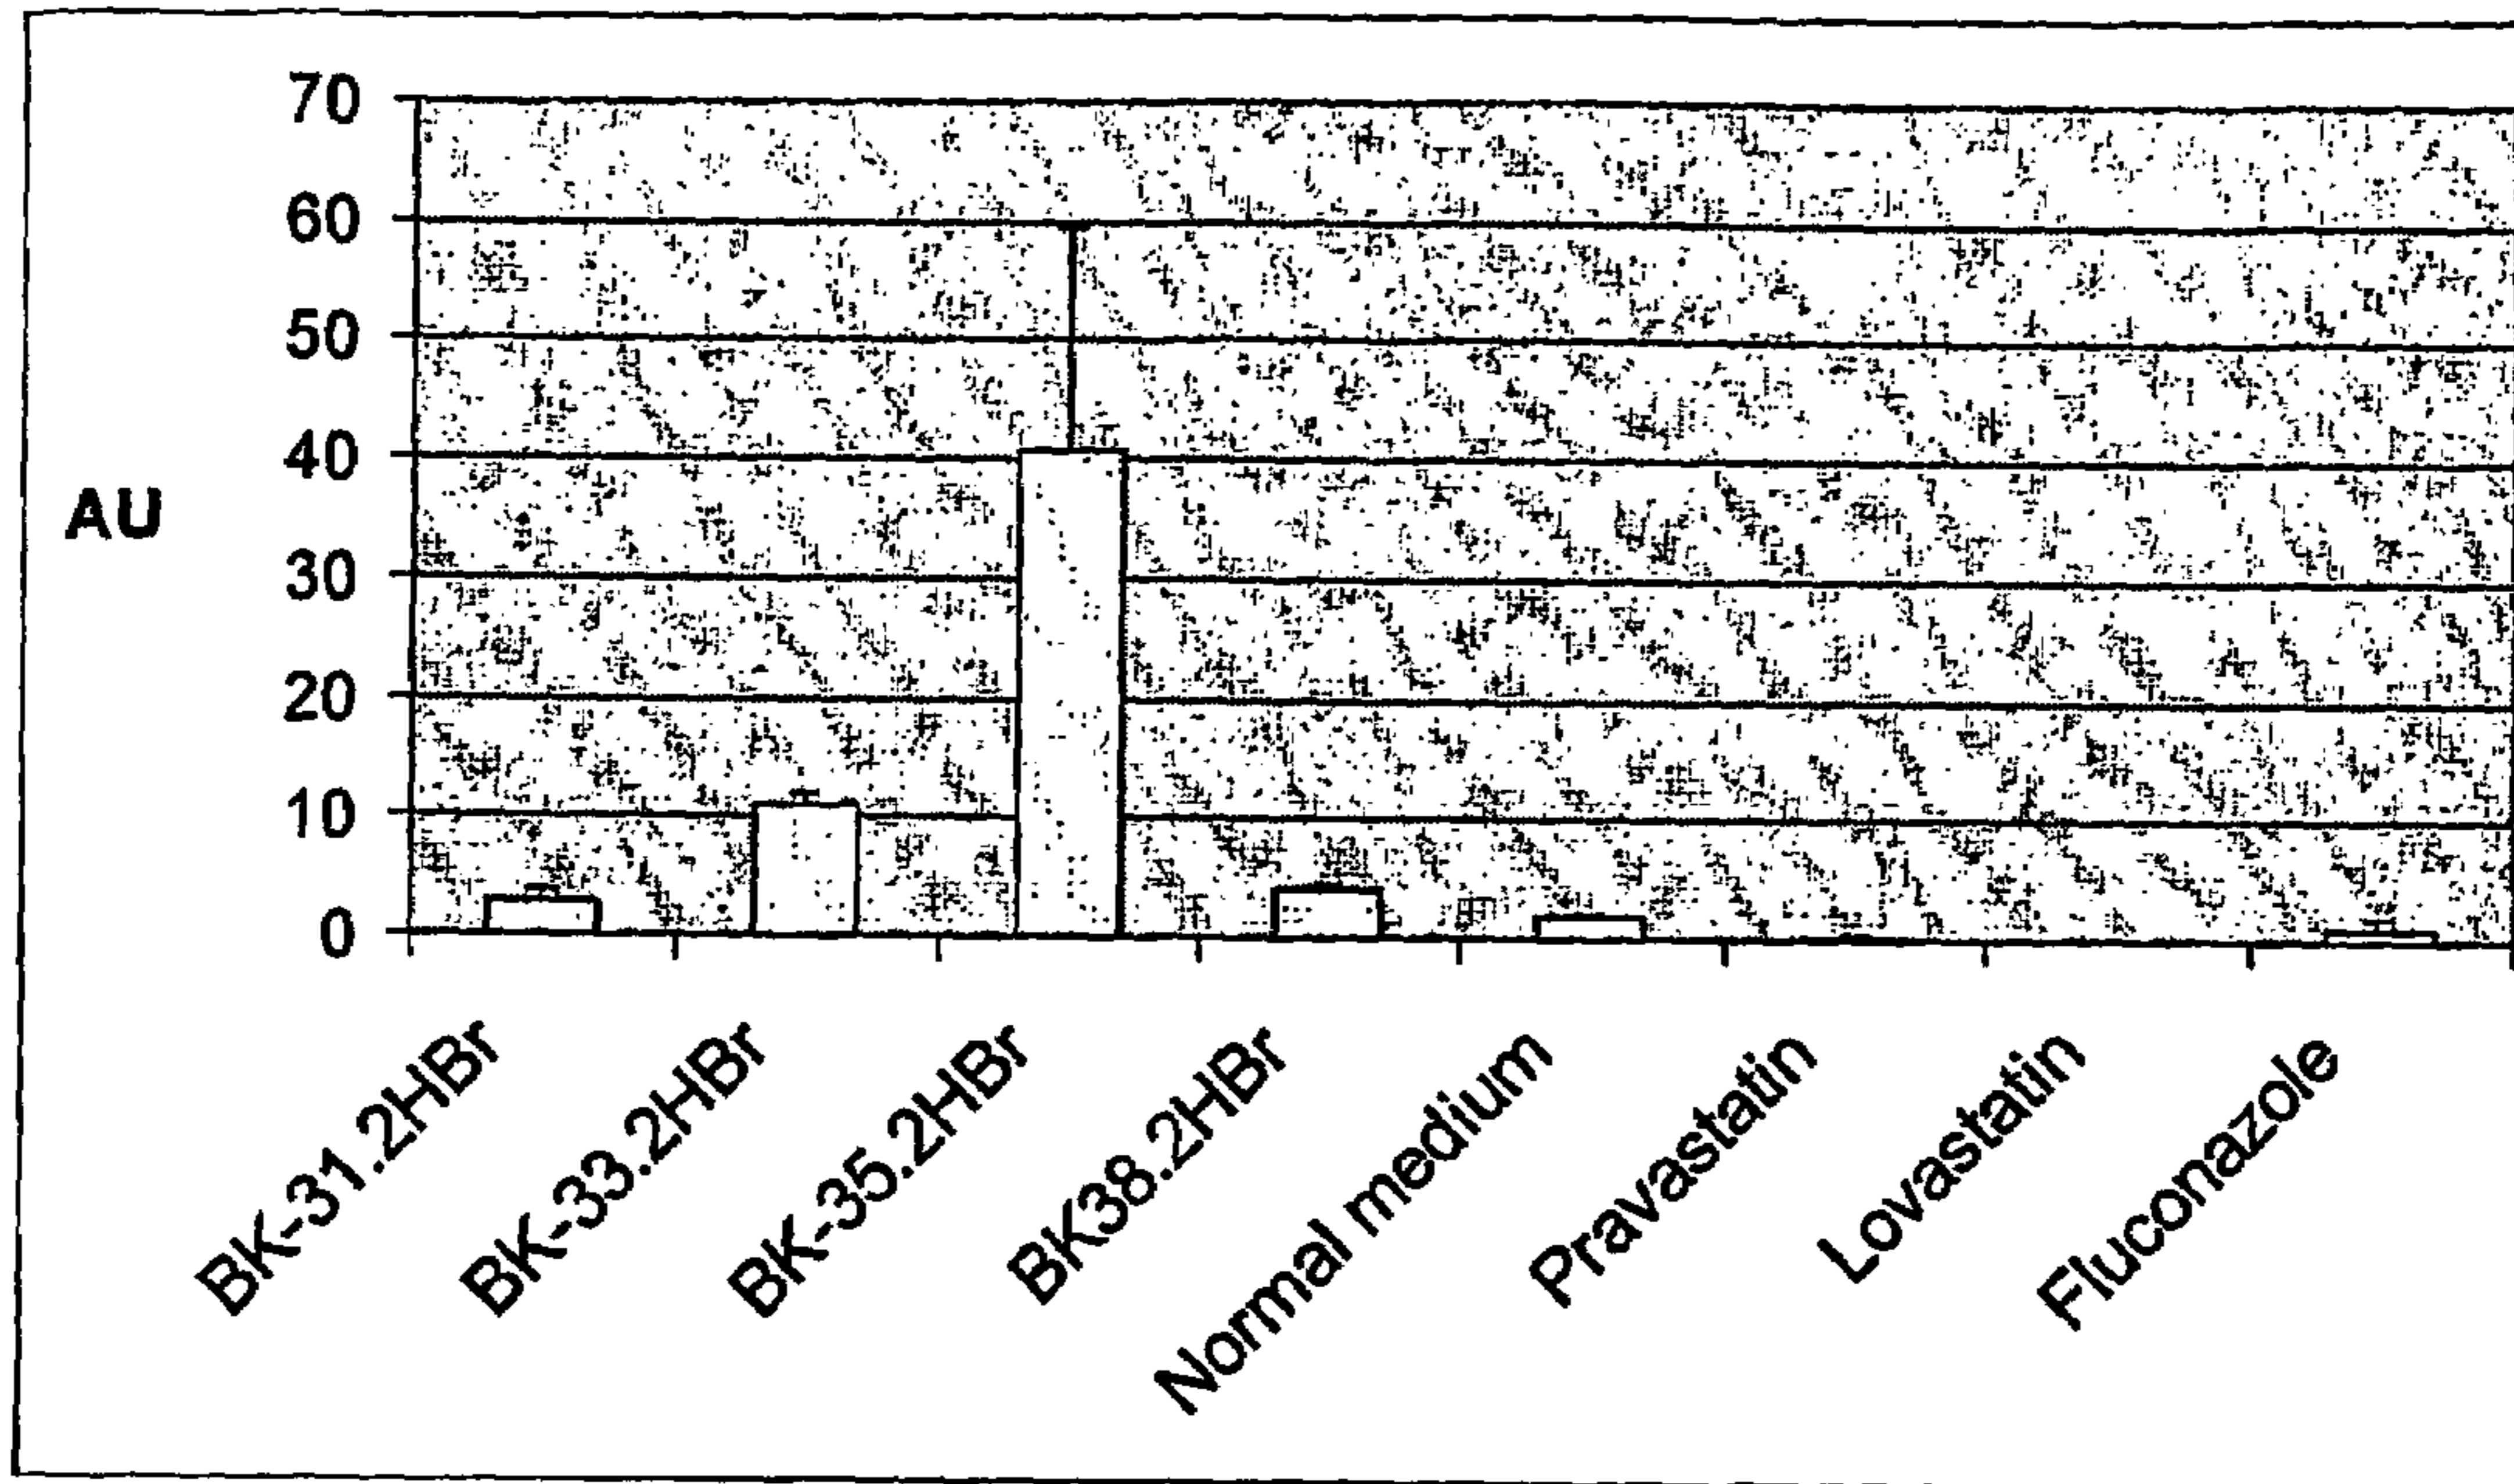 70
60
50
40
AU
30
20
10
0
BK-31.2HBr
BK-33.2HBr
BK-35.2HBr
BK38.2HBr
Normal medium
Pravastatin
Lovastatin
Fluconazole